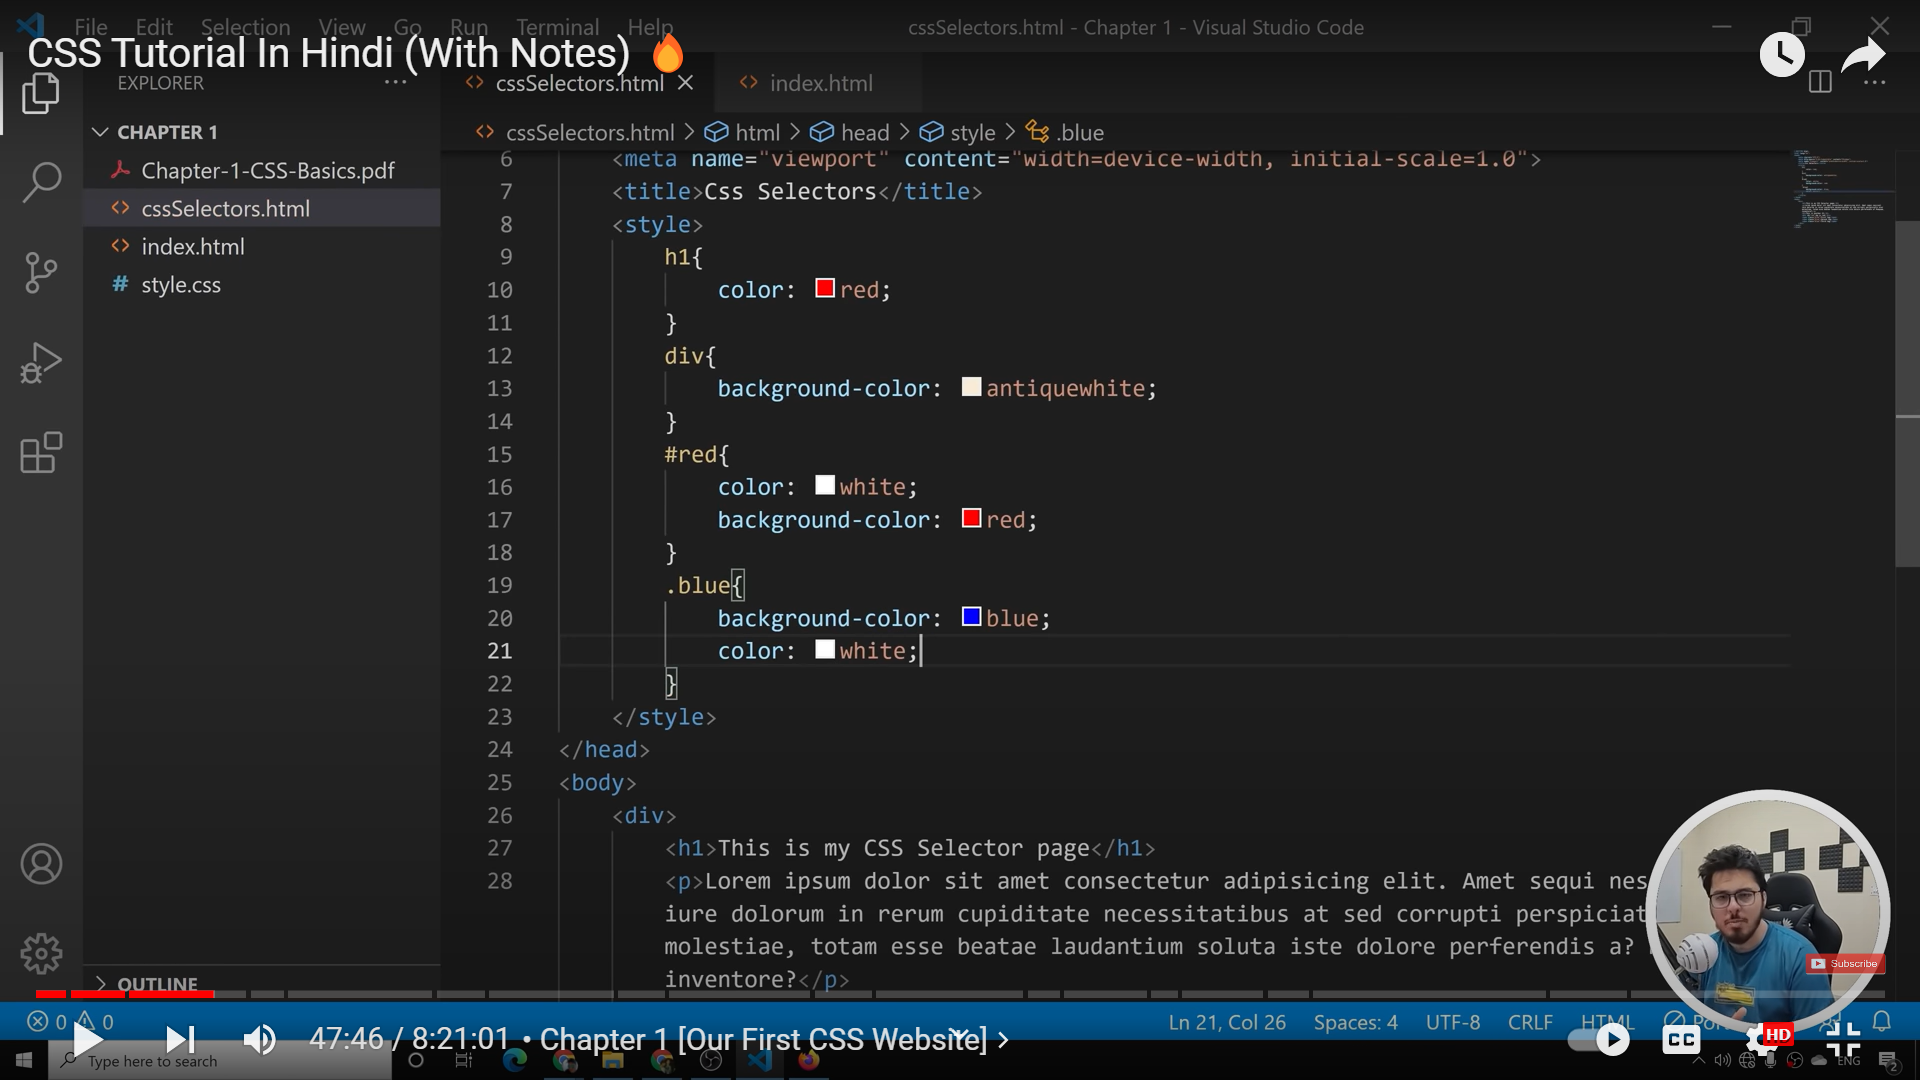 File Edit Selection View Go Run Terminal Help
cssSelectors.html - Chapter 1 - Visual Studio Code
CSS Tutorial In Hindi (With Notes) 🔥
EXPLORER
CHAPTER 1
Chapter-1-CSS-Basics.pdf
cssSelectors.html
index.html
# style.css
OUTLINE
cssSelectors.html index.html
cssSelectors.html > html > head > style > .blue
6 <meta name="viewport" content="width=device-width, initial-scale=1.0">
7 <title>Css Selectors</title>
8 <style>
9 h1{
10 color: red;
11 }
12 div{
13 background-color: antiquewhite;
14 }
15 #red{
16 color: white;
17 background-color: red;
18 }
19 .blue{
20 background-color: blue;
21 color: white;
22 }
23 </style>
24 </head>
25 <body>
26 <div>
27 <h1>This is my CSS Selector page</h1>
28 <p>Lorem ipsum dolor sit amet consectetur adipisicing elit. Amet sequi nes
iure dolorum in rerum cupiditate necessitatibus at sed corrupti perspiciat
molestiae, totam esse beatae laudantium soluta iste dolore perferendis a?
inventore?</p>
Subscribe
0 0
Ln 21, Col 26 Spaces: 4 UTF-8 CRLF HTML
47:46 / 8:21:01 • Chapter 1 [Our First CSS Website] >
CC HD
Type here to search
ENG
2